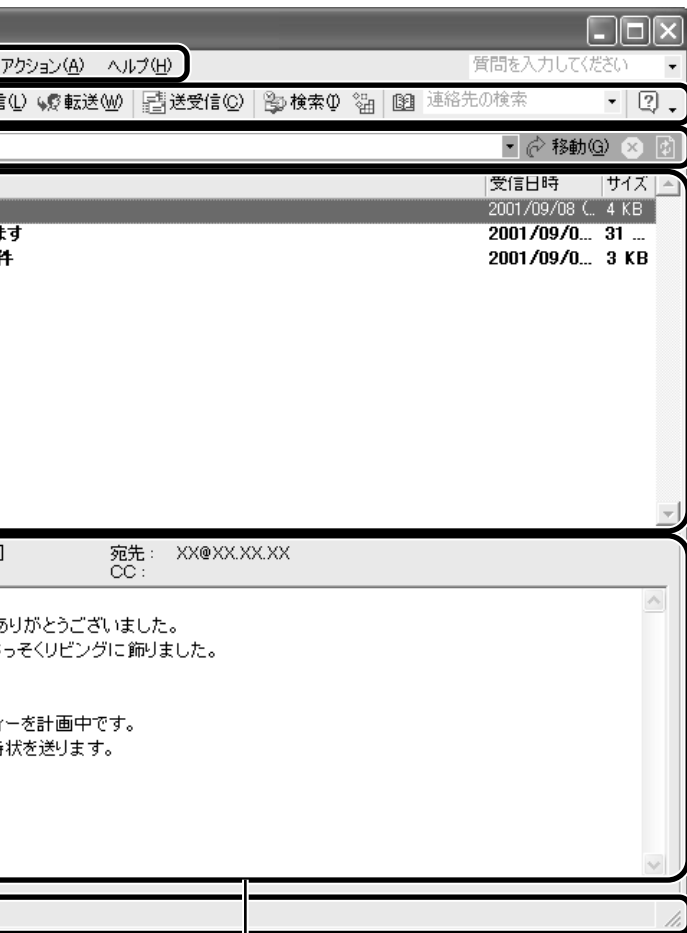 アクション(A) ヘルプ(H) 質問を入力してください
信(L) 転送(W) 送受信(C) 検索(I) 連絡先の検索
移動(G)
受信日時 サイズ
2001/09/08 (... 4 KB
ます 2001/09/0... 31 ...
件 2001/09/0... 3 KB
宛先: XX@XX.XX.XX
CC:
ありがとうございました。
さっそくリビングに飾りました。
ィーを計画中です。
待状を送ります。